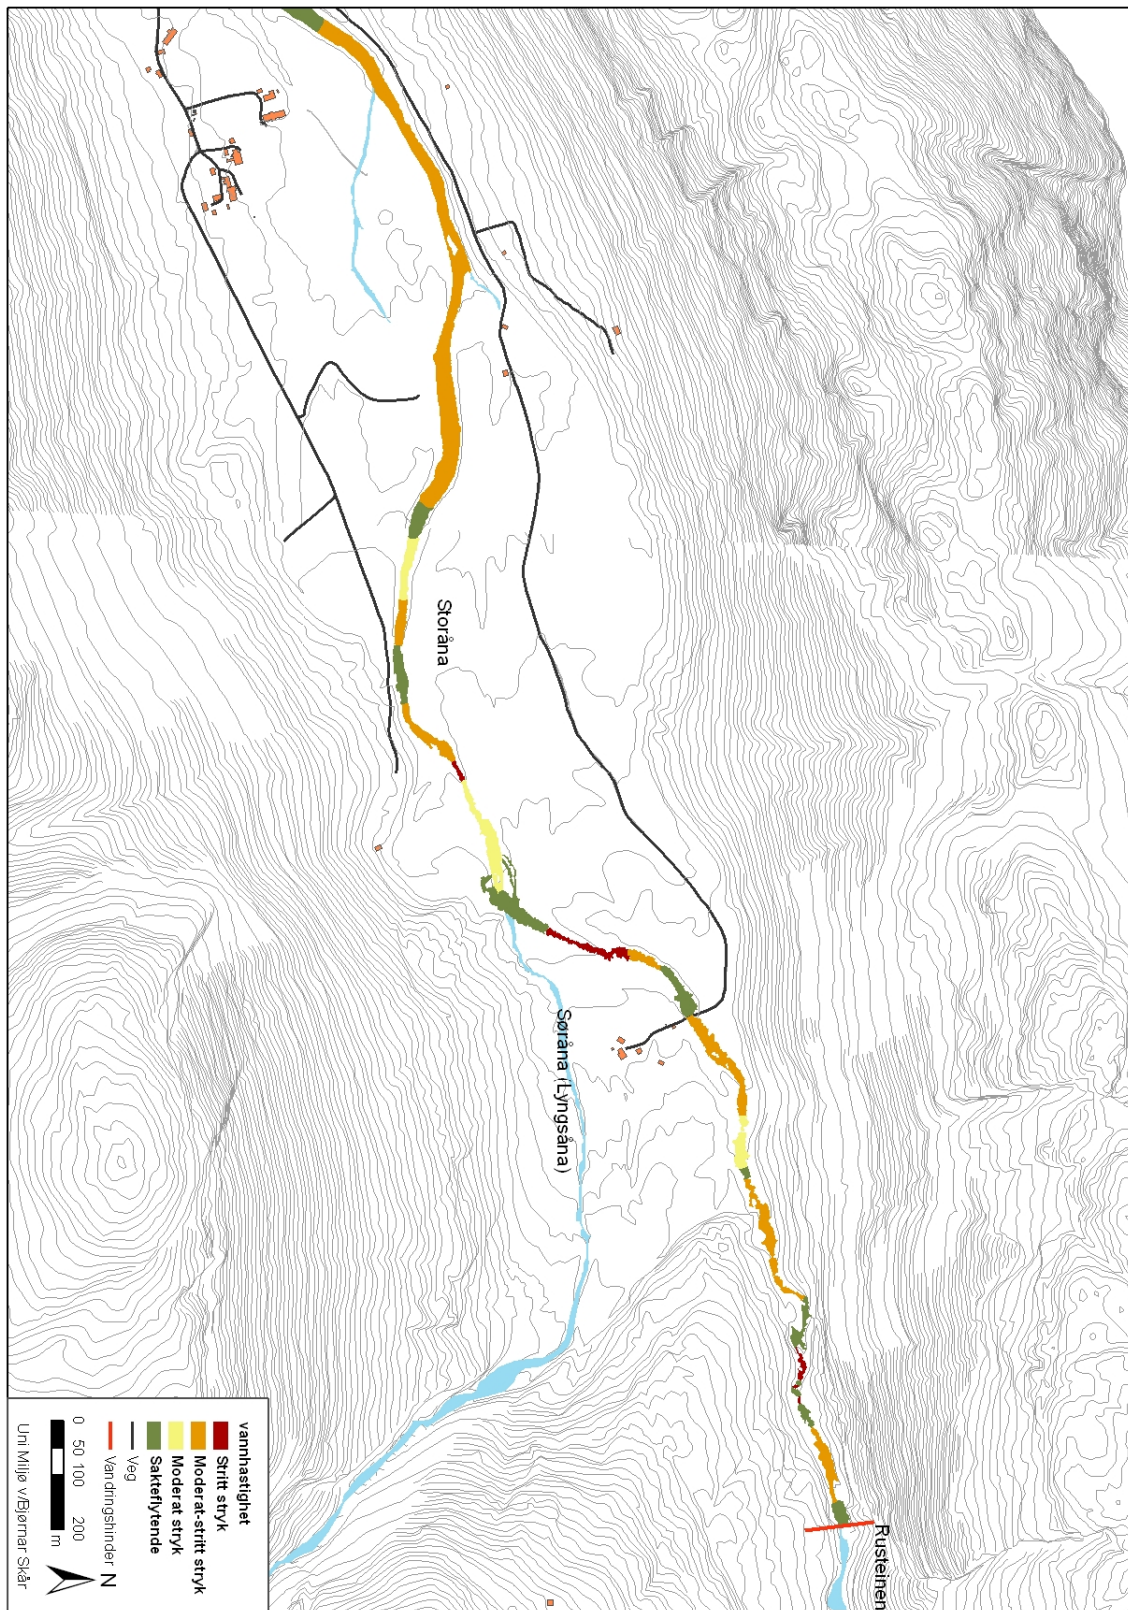 Storåna
Søråna (Lyngsåna)
Rusteinen
vannhastighet
Stritt stryk
Moderat-stritt stryk
Moderat stryk
Sakteflytende
Veg
Vandringshinder
N
0 50 100 200
m
Uni Miljø v/Bjørnar Skår